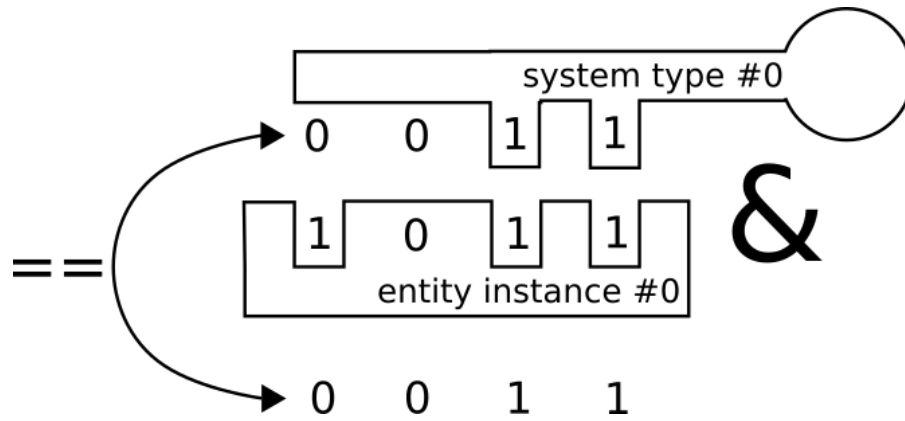 system type #0
0 0 1 1
&
1 0 1 1
==
entity instance #0
0 0 1 1